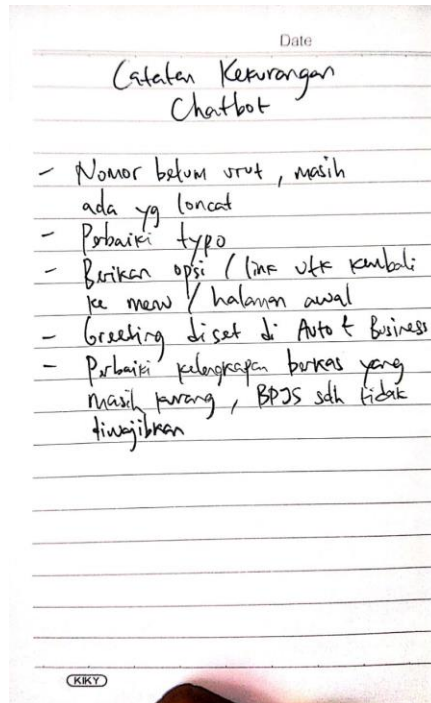 Date
Catatan Kekurangan
Chatbot
- Nomor belum urut, masih
ada yg loncat
- Perbaiki typo
- Berikan opsi / link utk kembali
ke menu / halaman awal
- Greeting diset di Auto & Business
- Perbaiki kelengkapan berkas yang
masih kurang, BPJS sdh tidak
diwajibkan
KIKY